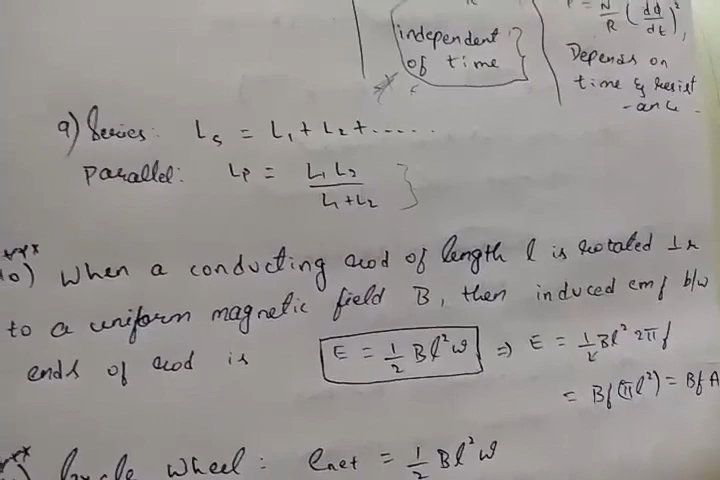 independent
of time
= N/R (dφ/dt)²,
Depends on
time & resist
-ance
9) Series: Ls = L1 + L2 + ......
Parallel: Lp = L1 L2 / L1 + L2
***
10) When a conducting rod of length l is rotated ⊥r
to a uniform magnetic field B, then induced emf b/w
ends of rod is E = 1/2 Bl²ω ⇒ E = 1/2 Bl² 2πf
= Bf(πl²) = BfA
wheel: enet = 1/2 Bl²ω